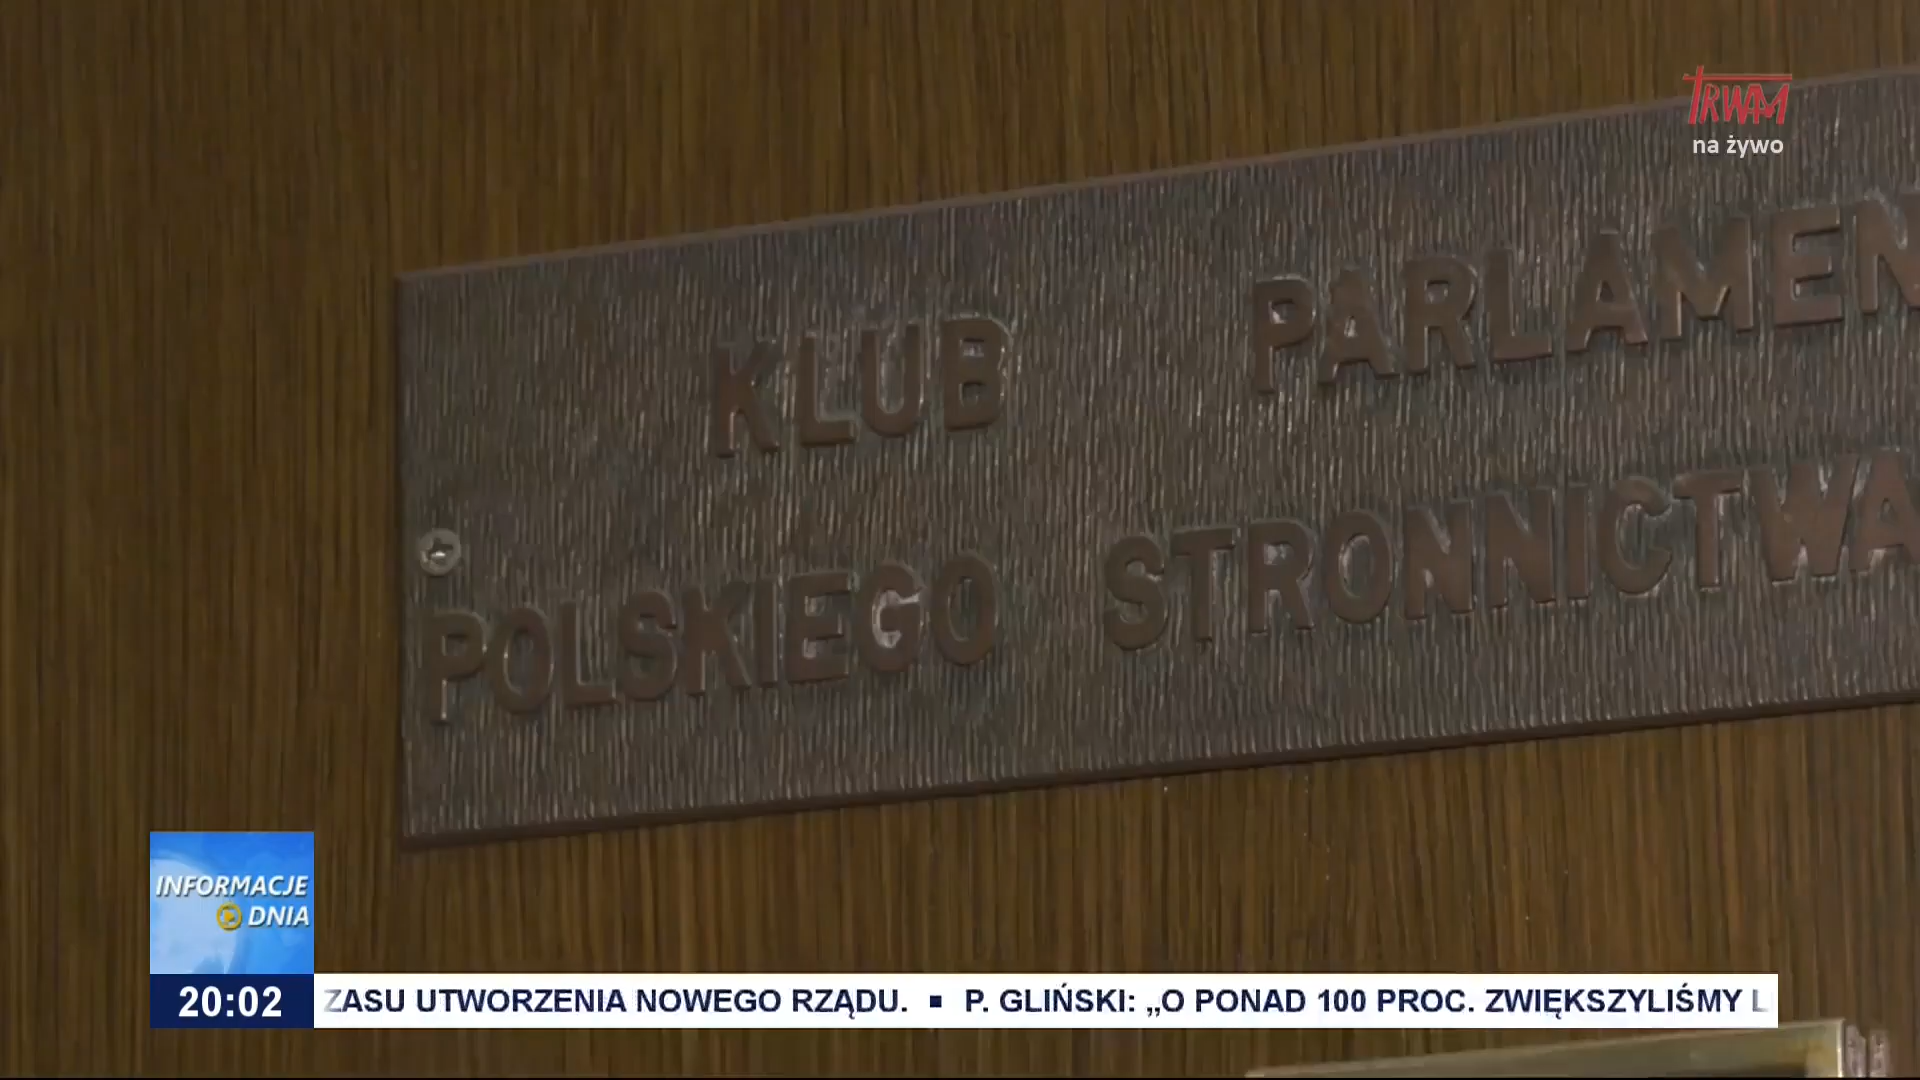 TRWAM
na żywo
KLUB PARLAMEN
POLSKIEGO STRONNICTWA
INFORMACJE
DNIA
20:02 ZASU UTWORZENIA NOWEGO RZĄDU. ▪ P. GLIŃSKI: „O PONAD 100 PROC. ZWIĘKSZYLIŚMY L